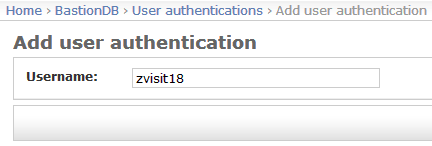 Home › BastionDB › User authentications › Add user authentication
Add user authentication
Username: zvisit18